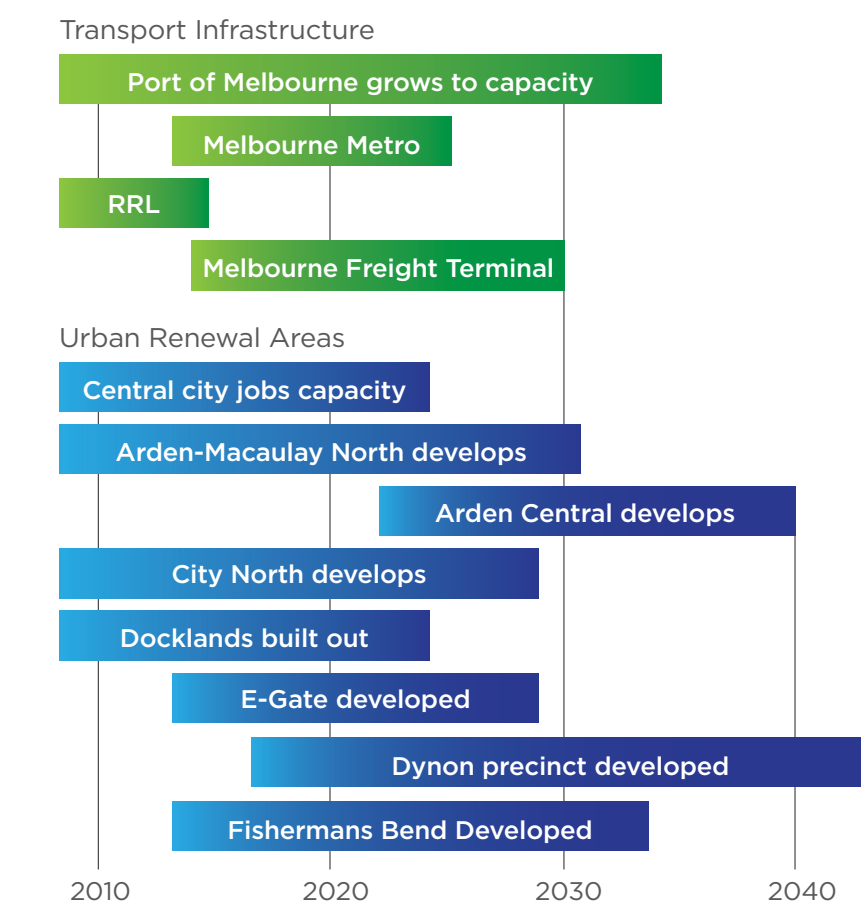 Transport Infrastructure
Port of Melbourne grows to capacity
Melbourne Metro
RRL
Melbourne Freight Terminal
Urban Renewal Areas
Central city jobs capacity
Arden-Macaulay North develops
Arden Central develops
City North develops
Docklands built out
E-Gate developed
Dynon precinct developed
Fishermans Bend Developed
2010 2020 2030 2040